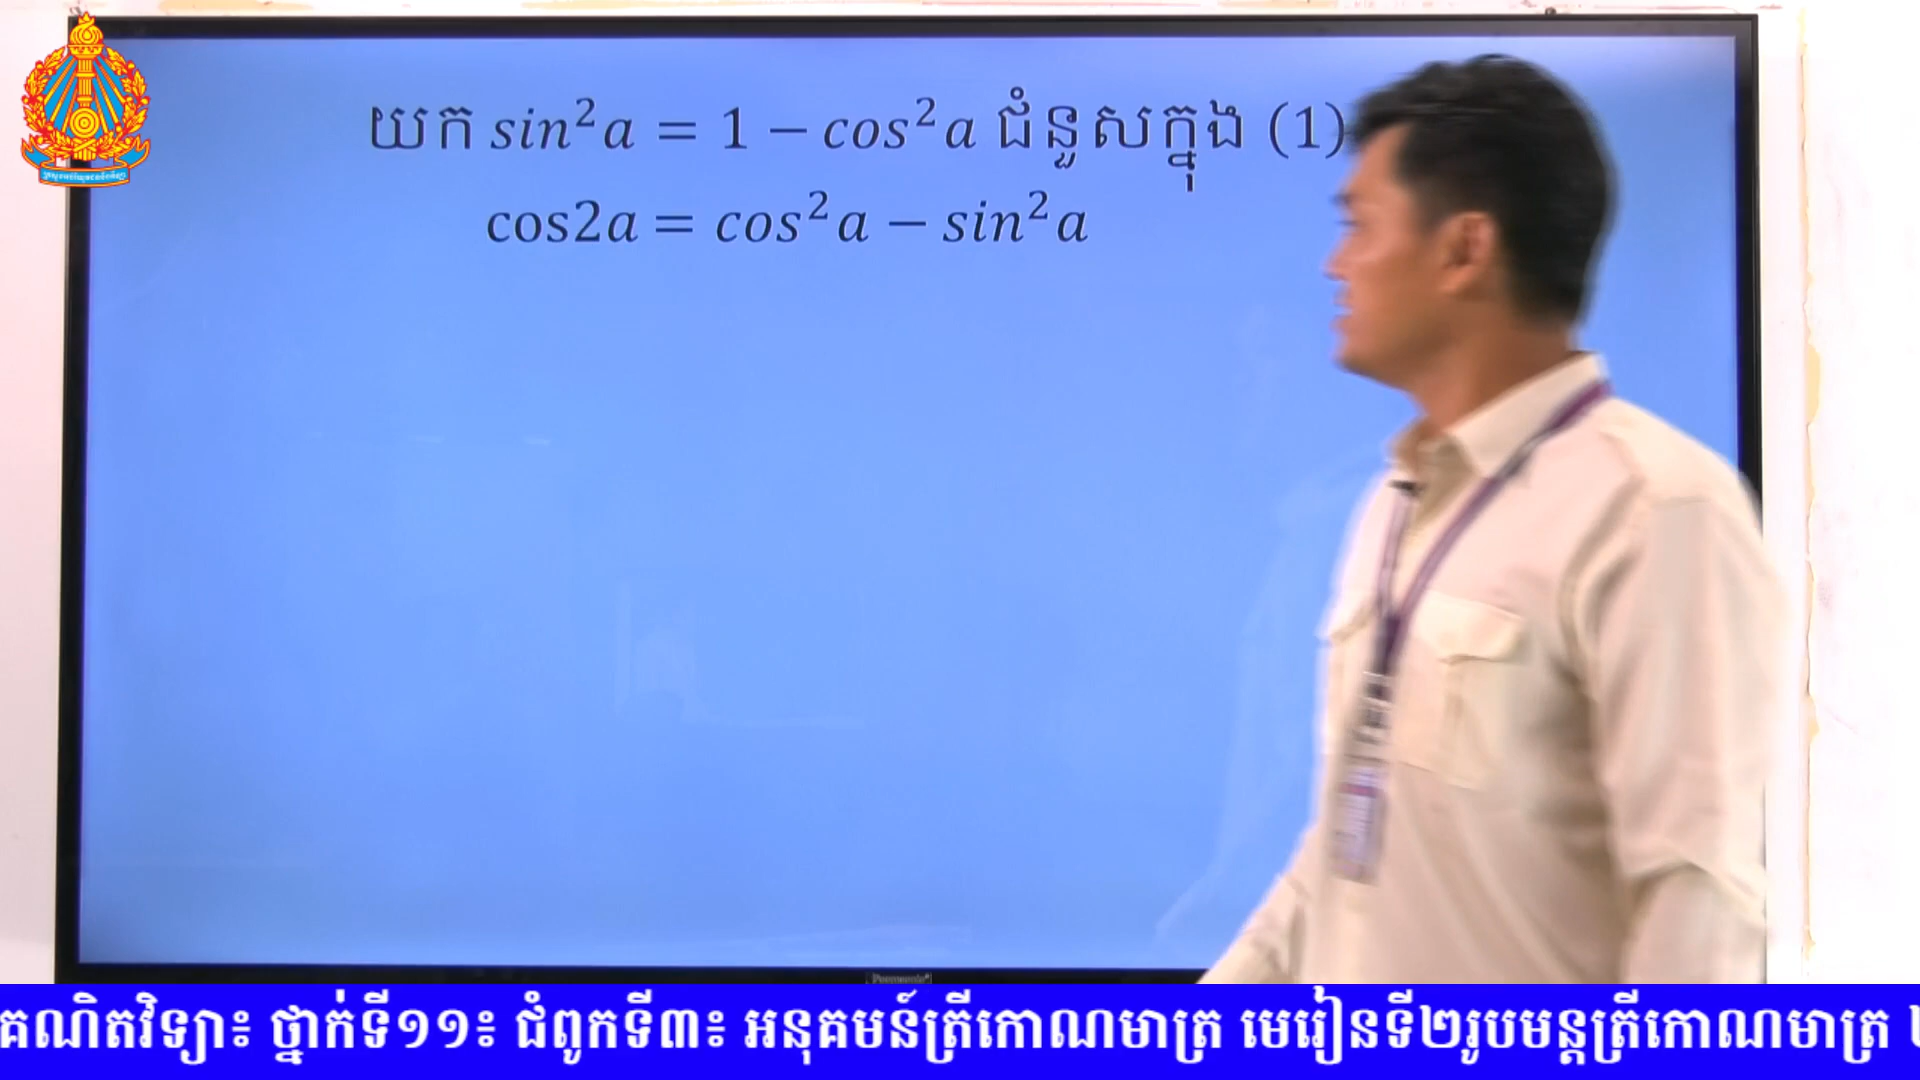 យក sin²a = 1 − cos²a ជំនួសក្នុង (1)
cos2a = cos²a − sin²a
គណិតវិទ្យា៖ ថ្នាក់ទី១១៖ ជំពូកទី៣៖ អនុគមន៍ត្រីកោណមាត្រ មេរៀនទី២រូបមន្តត្រីកោណមាត្រ